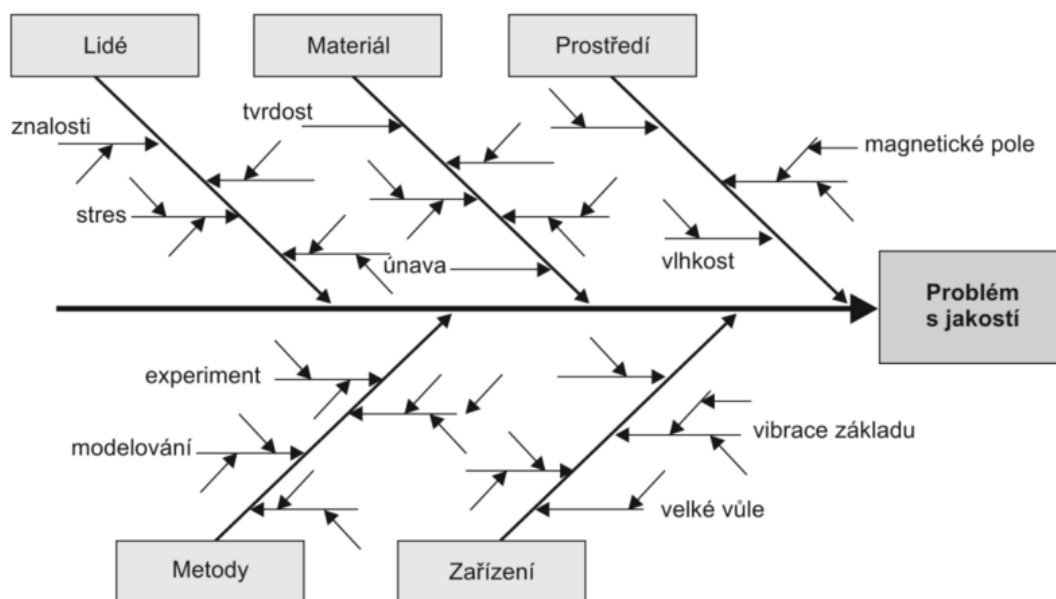 Lidé
Materiál
Prostředí
tvrdost
znalosti
magnetické pole
stres
únava
vlhkost
Problém
s jakostí
experiment
modelování
vibrace základu
velké vůle
Metody
Zařízení